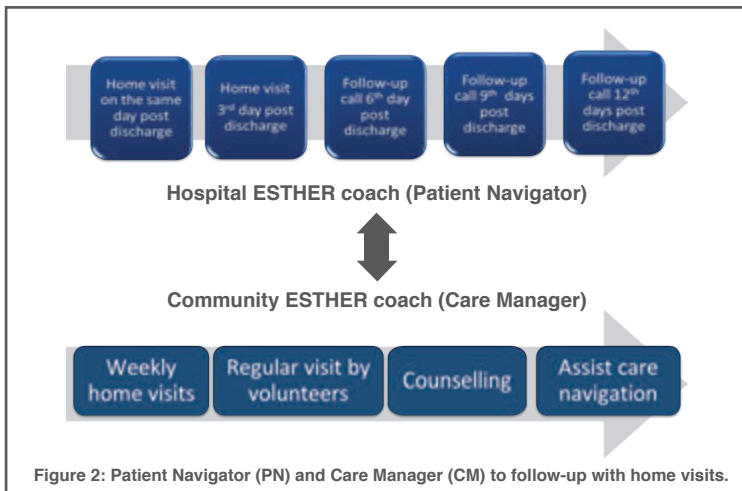 Home visit
on the same
day post
discharge
Home visit
3rd day post
discharge
Follow-up
call 6th day
post
discharge
Follow-up
call 9th days
post
discharge
Follow-up
call 12th
days post
discharge
Hospital ESTHER coach (Patient Navigator)
Community ESTHER coach (Care Manager)
Weekly
home visits
Regular visit by
volunteers
Counselling
Assist care
navigation
Figure 2: Patient Navigator (PN) and Care Manager (CM) to follow-up with home visits.